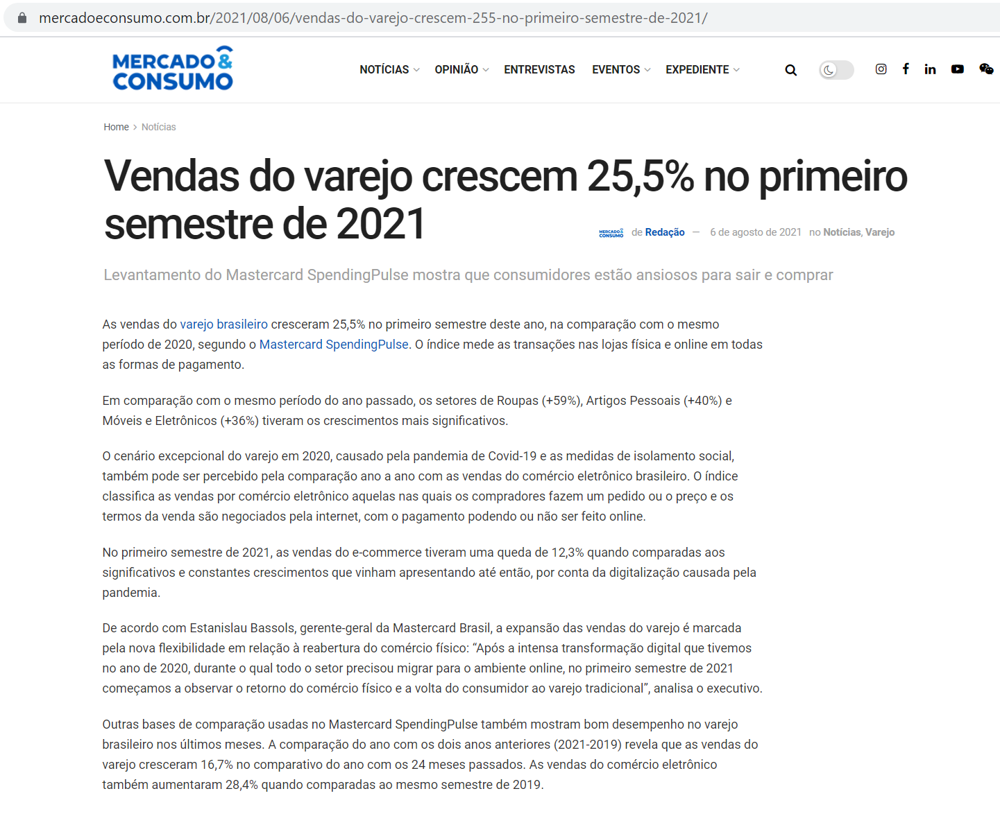 mercadoeconsumo.com.br/2021/08/06/vendas-do-varejo-crescem-255-no-primeiro-semestre-de-2021/
MERCADO&
CONSUMO
NOTÍCIAS OPINIÃO ENTREVISTAS EVENTOS EXPEDIENTE
Home > Notícias
Vendas do varejo crescem 25,5% no primeiro
semestre de 2021
MERCADO&
CONSUMO
de Redação — 6 de agosto de 2021 no Notícias, Varejo
Levantamento do Mastercard SpendingPulse mostra que consumidores estão ansiosos para sair e comprar
As vendas do varejo brasileiro cresceram 25,5% no primeiro semestre deste ano, na comparação com o mesmo
período de 2020, segundo o Mastercard SpendingPulse. O índice mede as transações nas lojas física e online em todas
as formas de pagamento.
Em comparação com o mesmo período do ano passado, os setores de Roupas (+59%), Artigos Pessoais (+40%) e
Móveis e Eletrônicos (+36%) tiveram os crescimentos mais significativos.
O cenário excepcional do varejo em 2020, causado pela pandemia de Covid-19 e as medidas de isolamento social,
também pode ser percebido pela comparação ano a ano com as vendas do comércio eletrônico brasileiro. O índice
classifica as vendas por comércio eletrônico aquelas nas quais os compradores fazem um pedido ou o preço e os
termos da venda são negociados pela internet, com o pagamento podendo ou não ser feito online.
No primeiro semestre de 2021, as vendas do e-commerce tiveram uma queda de 12,3% quando comparadas aos
significativos e constantes crescimentos que vinham apresentando até então, por conta da digitalização causada pela
pandemia.
De acordo com Estanislau Bassols, gerente-geral da Mastercard Brasil, a expansão das vendas do varejo é marcada
pela nova flexibilidade em relação à reabertura do comércio físico: “Após a intensa transformação digital que tivemos
no ano de 2020, durante o qual todo o setor precisou migrar para o ambiente online, no primeiro semestre de 2021
começamos a observar o retorno do comércio físico e a volta do consumidor ao varejo tradicional”, analisa o executivo.
Outras bases de comparação usadas no Mastercard SpendingPulse também mostram bom desempenho no varejo
brasileiro nos últimos meses. A comparação do ano com os dois anos anteriores (2021-2019) revela que as vendas do
varejo cresceram 16,7% no comparativo do ano com os 24 meses passados. As vendas do comércio eletrônico
também aumentaram 28,4% quando comparadas ao mesmo semestre de 2019.